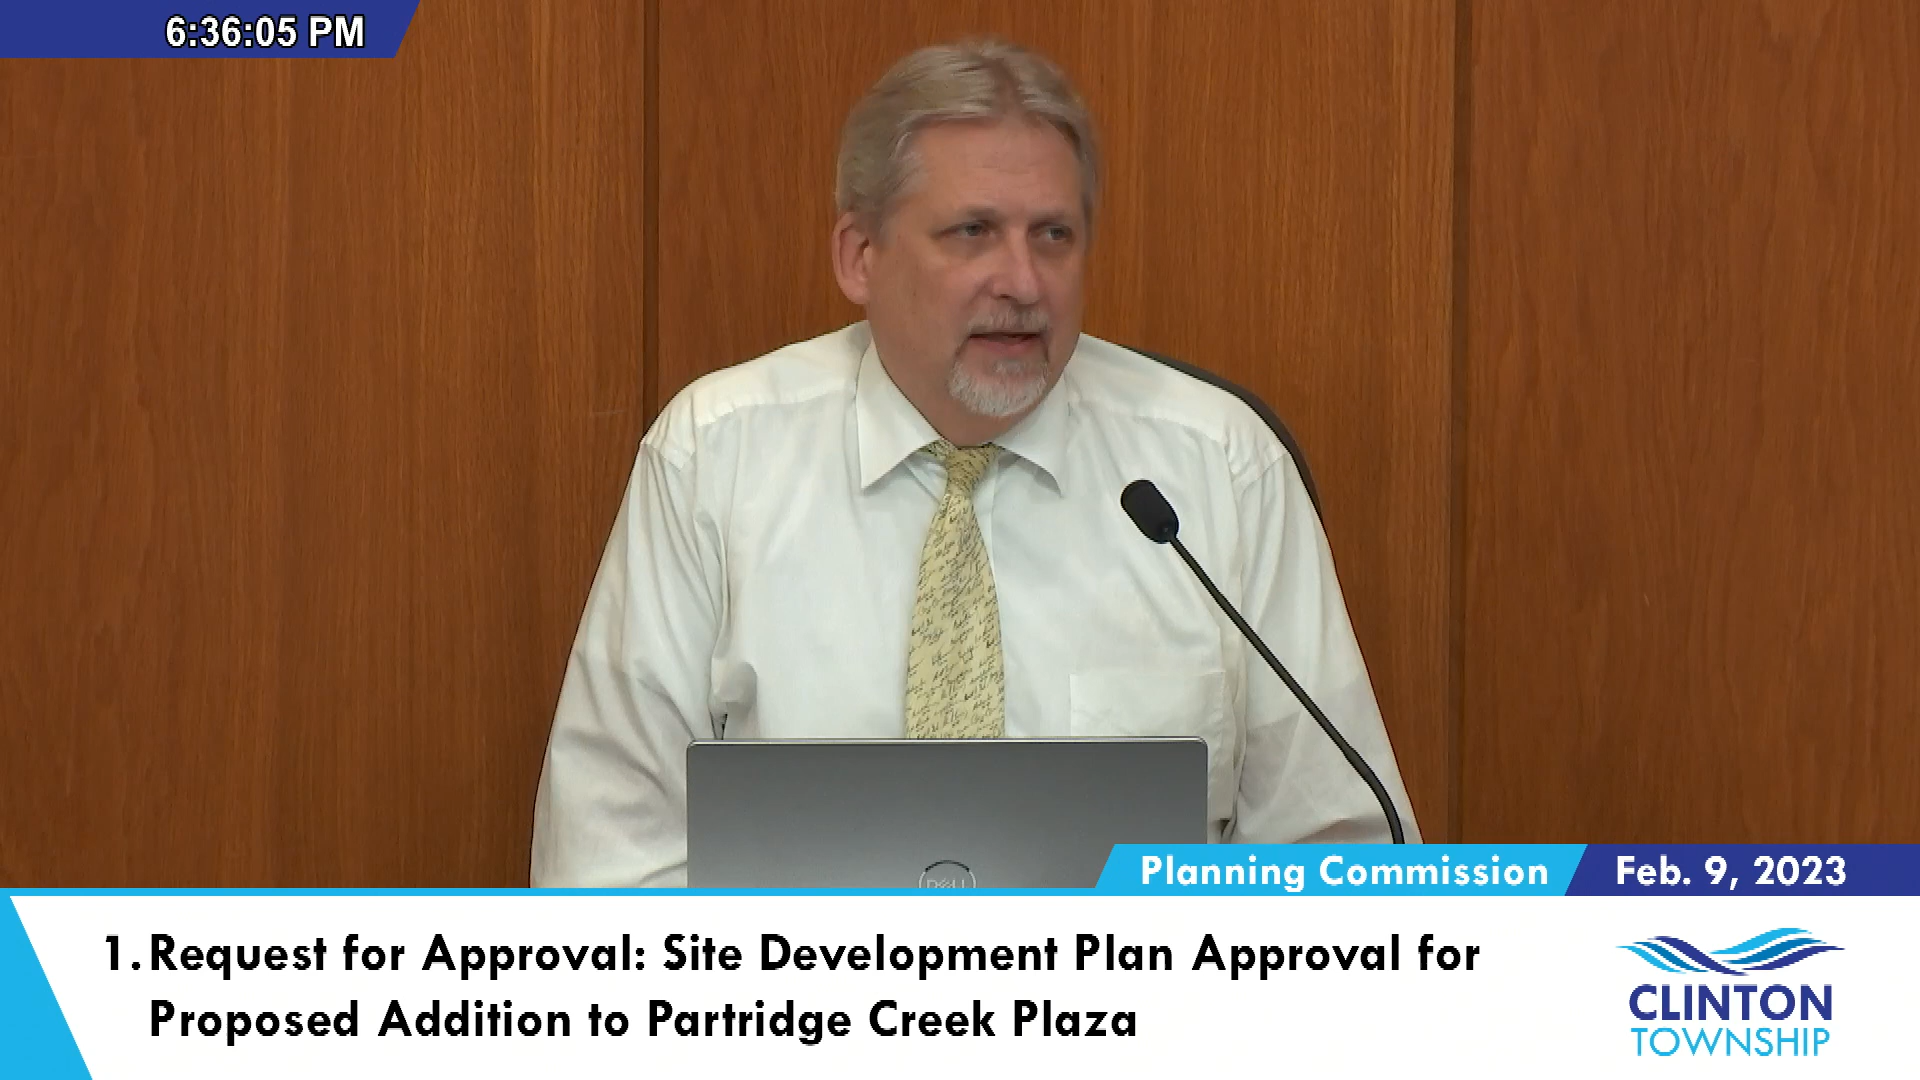 6:36:05 PM
DELL
Planning Commission
Feb. 9, 2023
1. Request for Approval: Site Development Plan Approval for
Proposed Addition to Partridge Creek Plaza
CLINTON
TOWNSHIP